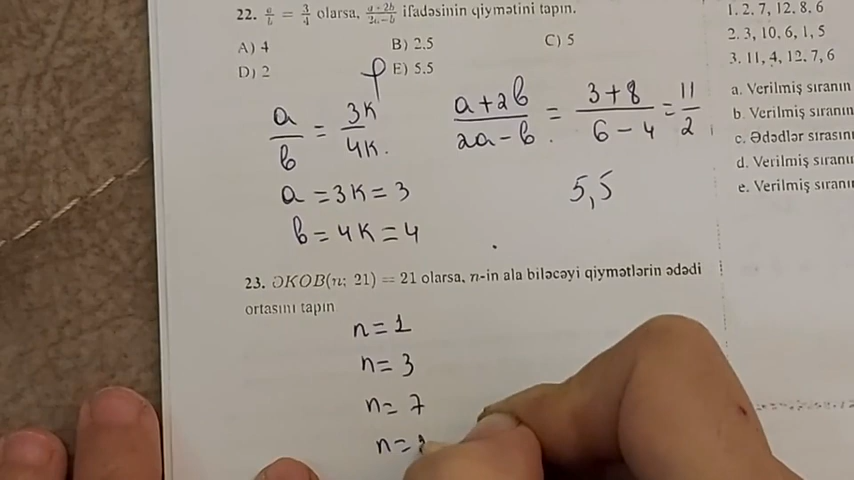 22. a/b = 3/4 olarsa, a+2b/2a−b ifadəsinin qiymətini tapın.
A) 4 B) 2.5 C) 5
D) 2 E) 5.5
a/b = 3K/4K.
a = 3K = 3
b = 4K = 4
a+2b/2a−b = 3+8/6−4 = 11/2
5,5
23. ƏKOB(n; 21) = 21 olarsa, n-in ala biləcəyi qiymətlərin ədədi
ortasını tapın
n = 1
n = 3
n = 7
n =
1. 2, 7, 12, 8, 6
2. 3, 10, 6, 1, 5
3. 11, 4, 12, 7, 6
a. Verilmiş sıranın
b. Verilmiş sıranın
c. Ədədlər sırasını
d. Verilmiş
e. Verilmiş